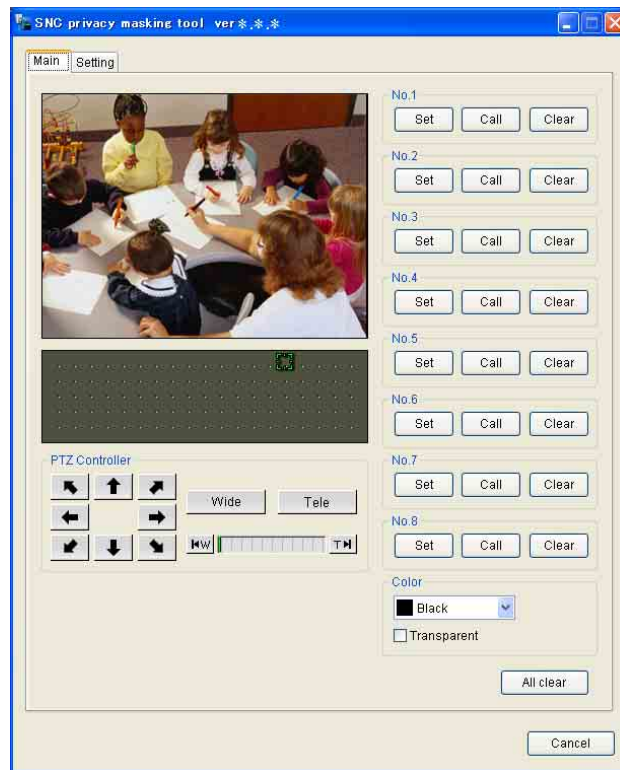 SNC privacy masking tool ver*.*.*
Main Setting
No.1
Set Call Clear
No.2
Set Call Clear
No.3
Set Call Clear
No.4
Set Call Clear
No.5
Set Call Clear
No.6
Set Call Clear
No.7
Set Call Clear
No.8
Set Call Clear
PTZ Controller
Wide Tele
W T
Color
Black
Transparent
All clear
Cancel